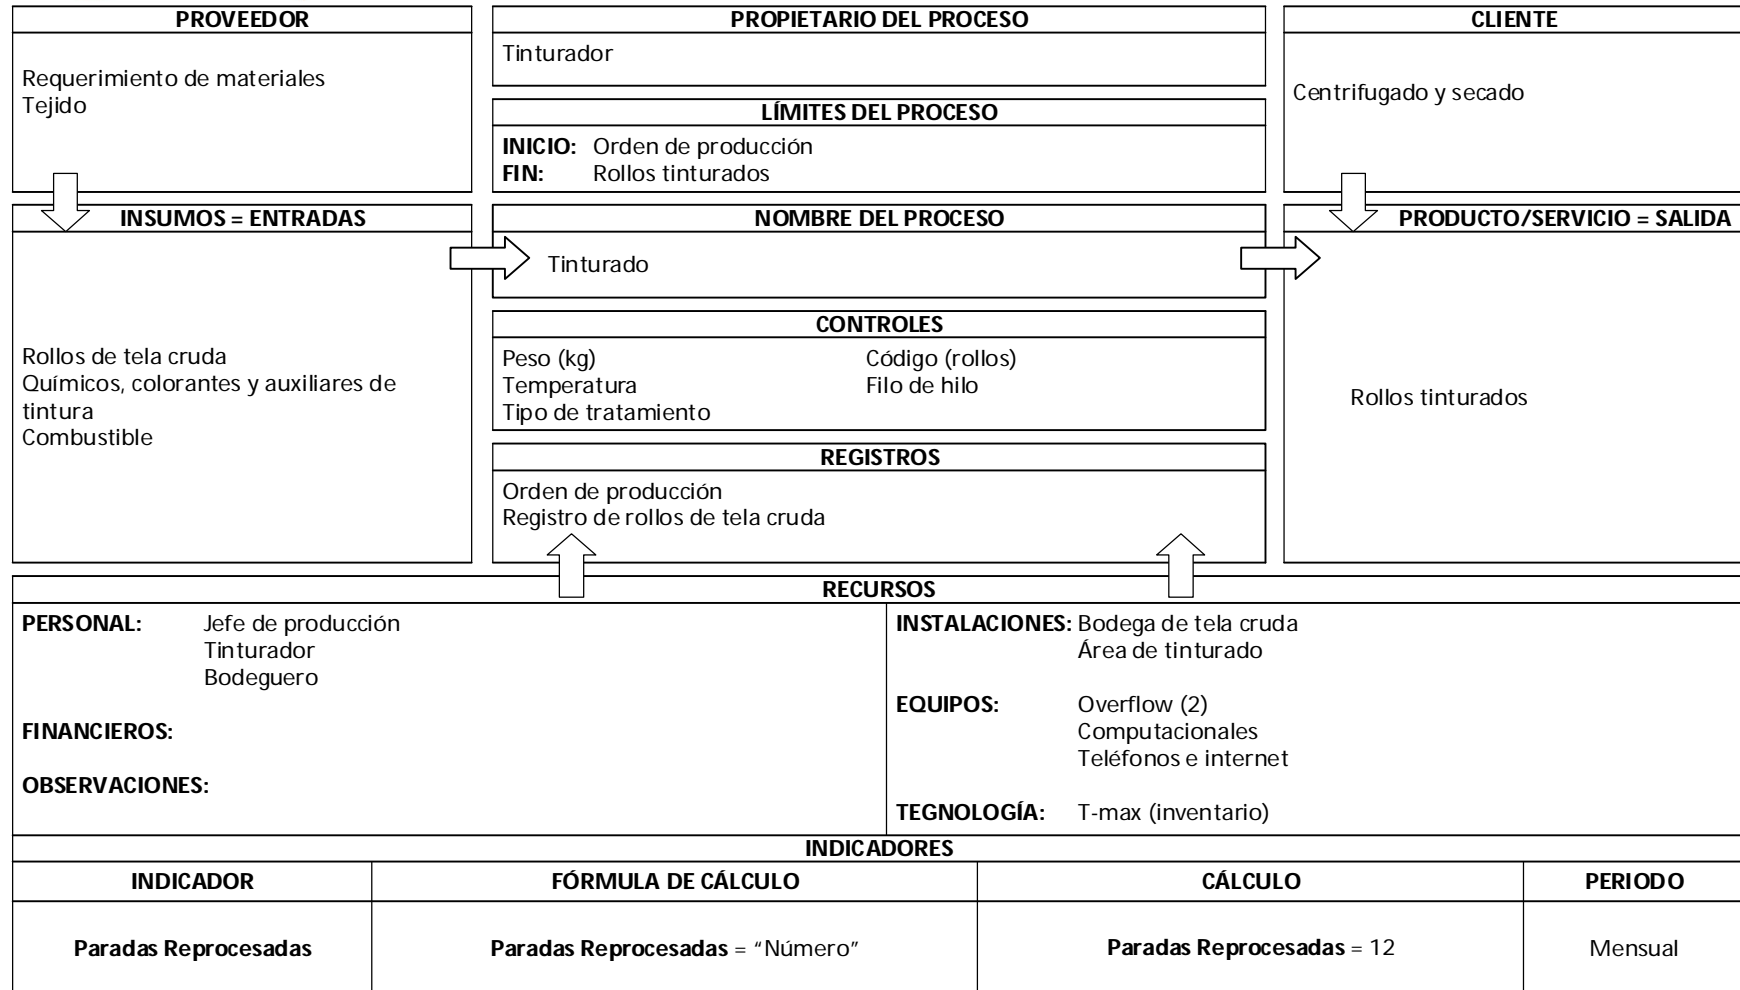 PROVEEDOR
Requerimiento de materiales
Tejido
PROPIETARIO DEL PROCESO
Tinturador
LÍMITES DEL PROCESO
INICIO: Orden de producción
FIN: Rollos tinturados
CLIENTE
Centrifugado y secado
INSUMOS = ENTRADAS
Rollos de tela cruda
Químicos, colorantes y auxiliares de
tintura
Combustible
NOMBRE DEL PROCESO
Tinturado
CONTROLES
Peso (kg) Código (rollos)
Temperatura Filo de hilo
Tipo de tratamiento
REGISTROS
Orden de producción
Registro de rollos de tela cruda
PRODUCTO/SERVICIO = SALIDA
Rollos tinturados
RECURSOS
PERSONAL: Jefe de producción
Tinturador
Bodeguero
FINANCIEROS:
OBSERVACIONES:
INSTALACIONES: Bodega de tela cruda
Área de tinturado
EQUIPOS: Overflow (2)
Computacionales
Teléfonos e internet
TEGNOLOGÍA: T-max (inventario)
INDICADORES
INDICADOR FÓRMULA DE CÁLCULO CÁLCULO PERIODO
Paradas Reprocesadas Paradas Reprocesadas = “Número” Paradas Reprocesadas = 12 Mensual